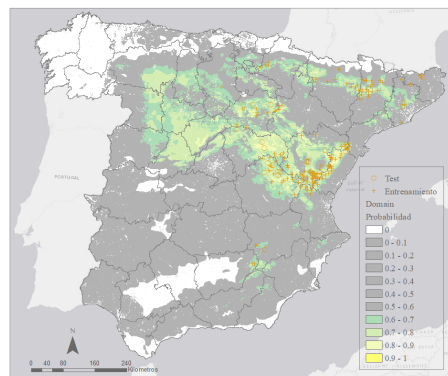 PORTUGAL
Test
Entrenamiento
Domain
Probabilidad
0
0 - 0.1
0.1 - 0.2
0.2 - 0.3
0.3 - 0.4
0.4 - 0.5
0.5 - 0.6
0.6 - 0.7
0.7 - 0.8
0.8 - 0.9
0.9 - 1
N
0 40 80 160 240
Kilometros